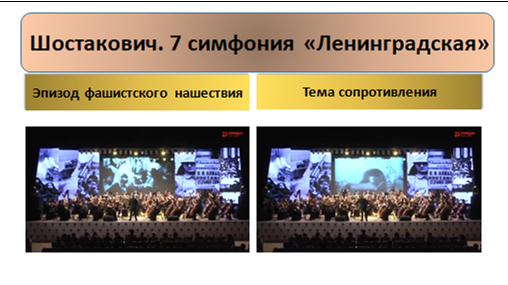 Шостакович. 7 симфония «Ленинградская»
Эпизод фашистского нашествия
Тема сопротивления